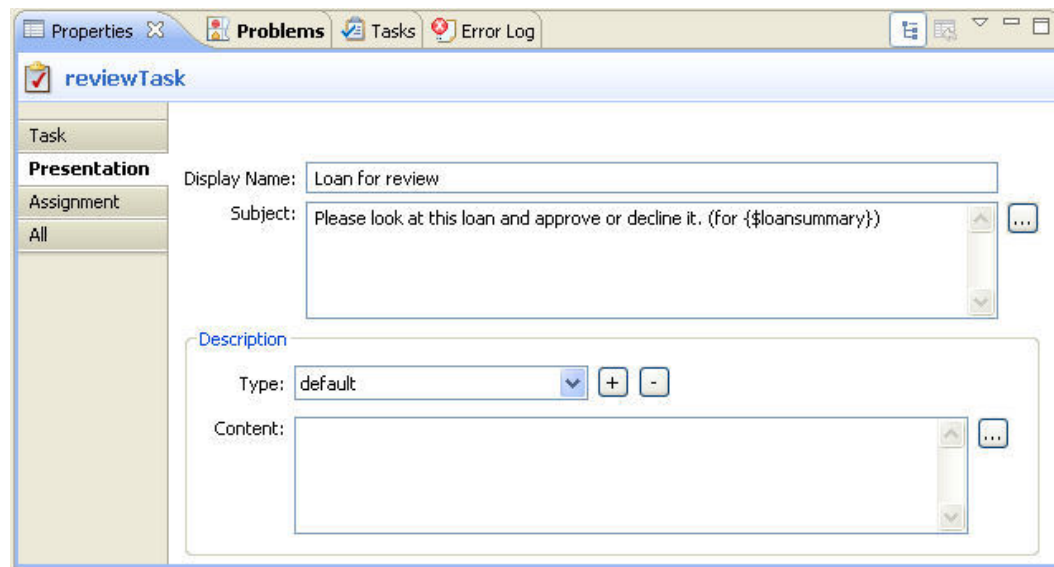 Properties Problems Tasks Error Log
reviewTask
Task
Presentation
Assignment
All
Display Name: Loan for review
Subject: Please look at this loan and approve or decline it. (for {$loansummary})
...
Description
Type: default + -
Content:
...